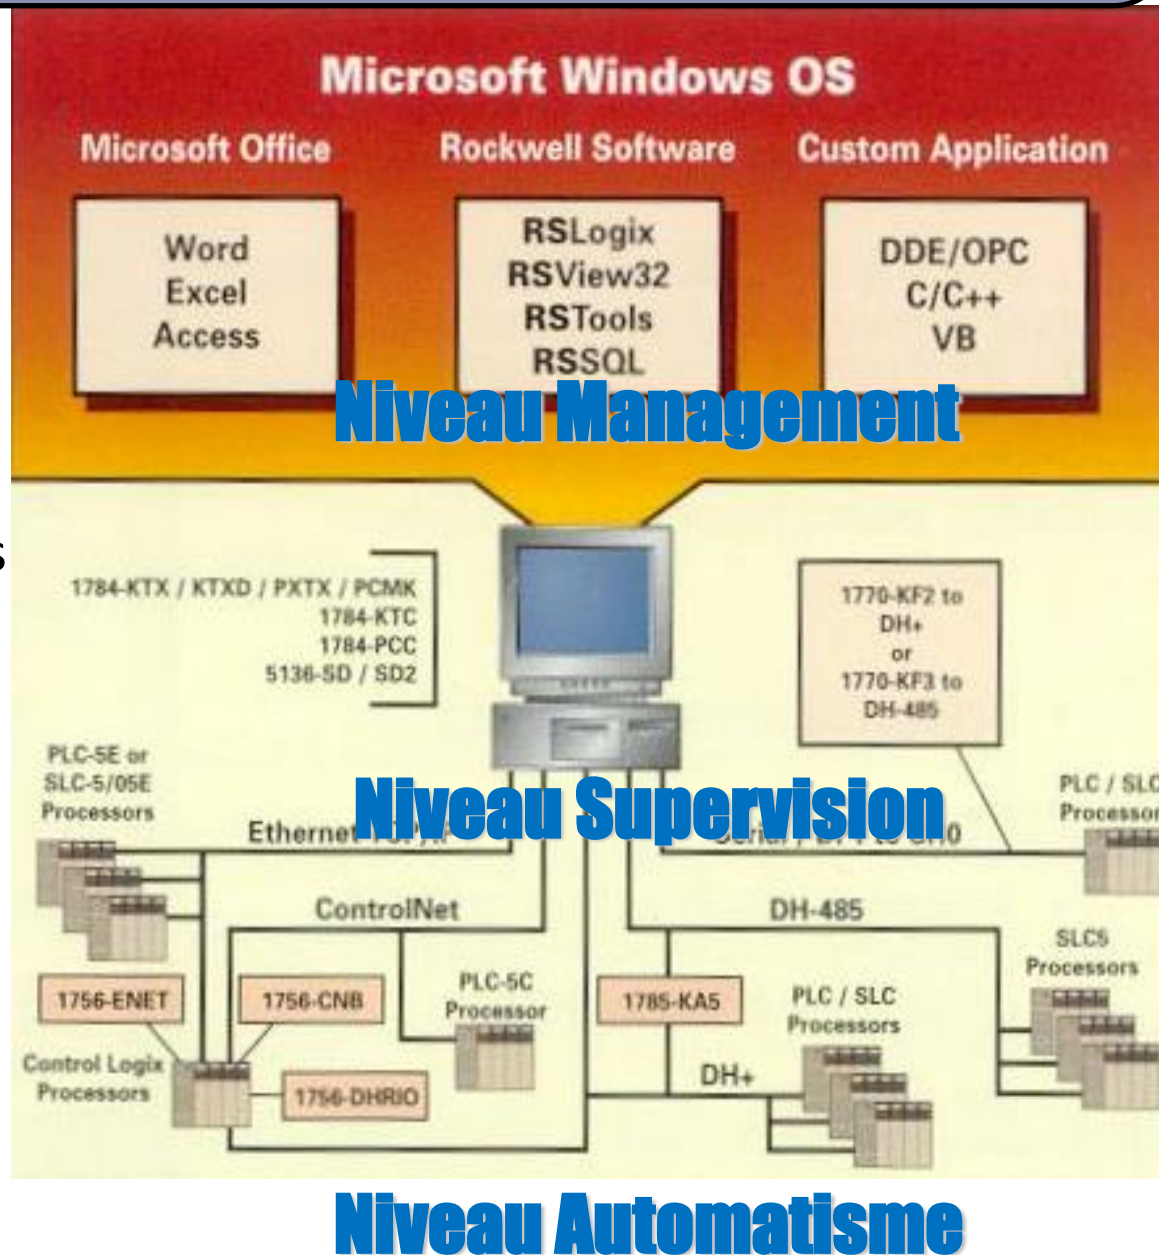 Microsoft Windows OS
Microsoft Office
Word
Excel
Access
Rockwell Software
RSLogix
RSView32
RSTools
RSSQL
Custom Application
DDE/OPC
C/C++
VB
Niveau Management
s
1784-KTX / KTXD / PXTX / PCMK
1784-KTC
1784-PCC
5136-SD / SD2
1770-KF2 to
DH+
or
1770-KF3 to
DH-485
PLC-5E or
SLC-5/05E
Processors
Niveau Supervision
PLC / SLC
Processor
Ethernet
ControlNet
DH-485
SLC5
Processors
1756-ENET
1756-CNB
PLC-5C
Processor
1785-KA5
PLC / SLC
Processors
Control Logix
Processors
1756-DHRIO
DH+
Niveau Automatisme